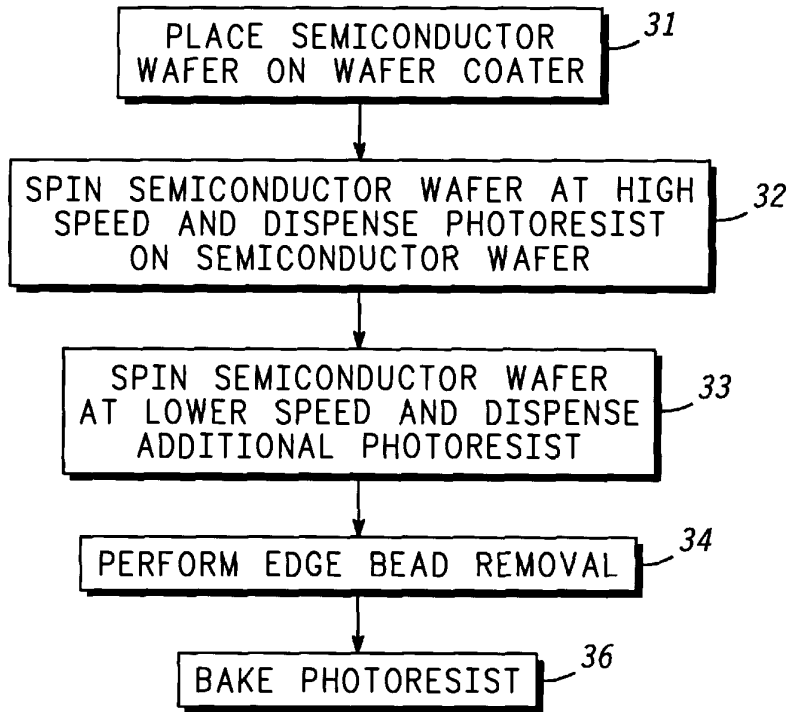 PLACE SEMICONDUCTOR
WAFER ON WAFER COATER
31
SPIN SEMICONDUCTOR WAFER AT HIGH
SPEED AND DISPENSE PHOTORESIST
ON SEMICONDUCTOR WAFER
32
SPIN SEMICONDUCTOR WAFER
AT LOWER SPEED AND DISPENSE
ADDITIONAL PHOTORESIST
33
PERFORM EDGE BEAD REMOVAL
34
BAKE PHOTORESIST
36